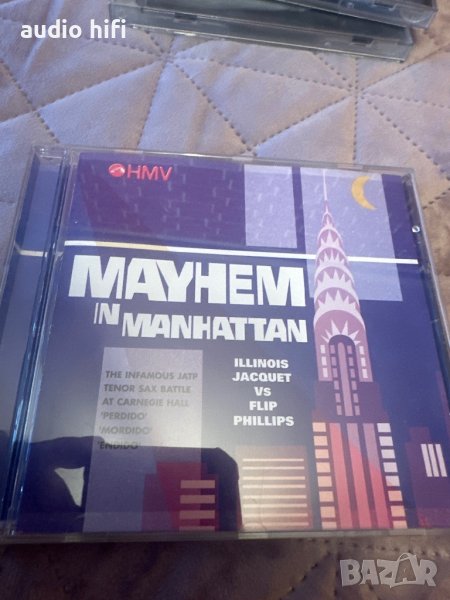 audio hifi
HMV
MAYHEM
IN MANHATTAN
THE INFAMOUS JATP
TENOR SAX BATTLE
AT CARNEGIE HALL
'PERDIDO'
'MORDIDO'
'ENDIDO'
ILLINOIS
JACQUET
VS
FLIP
PHILLIPS
BAZAR